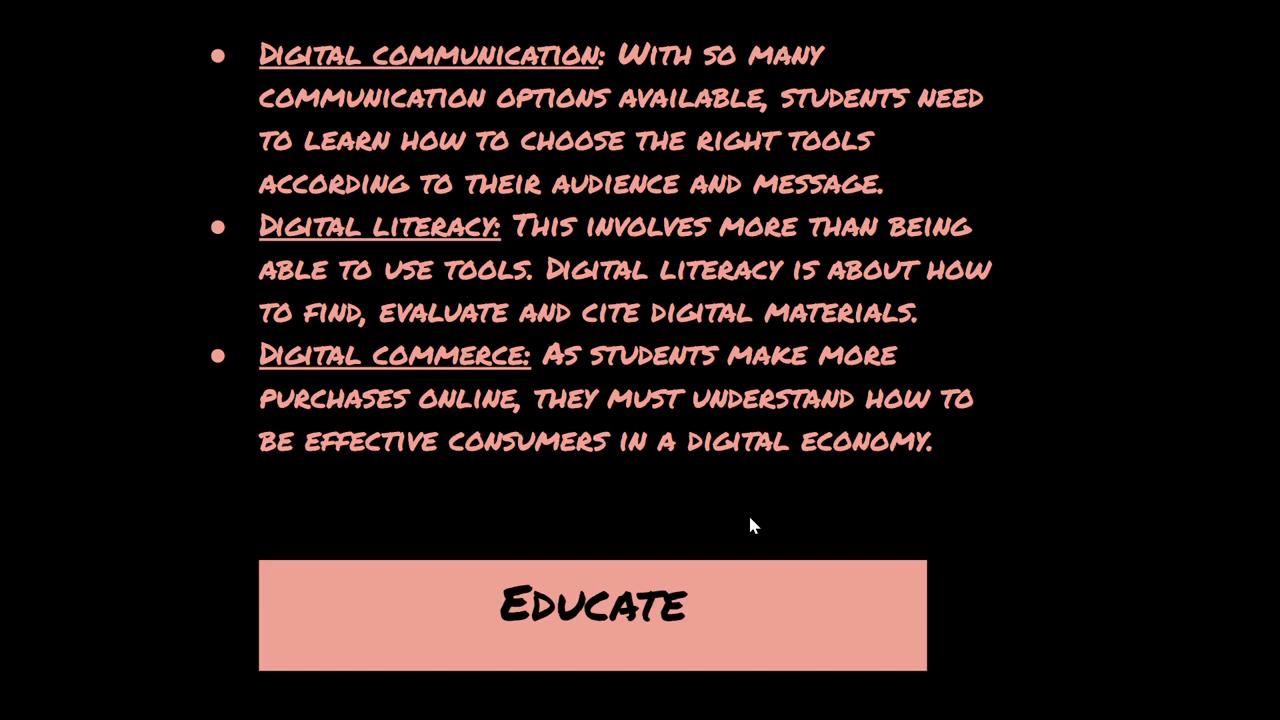 ● Digital communication: With so many
communication options available, students need
to learn how to choose the right tools
according to their audience and message.
● Digital literacy: This involves more than being
able to use tools. Digital literacy is about how
to find, evaluate and cite digital materials.
● Digital commerce: As students make more
purchases online, they must understand how to
be effective consumers in a digital economy.
Educate